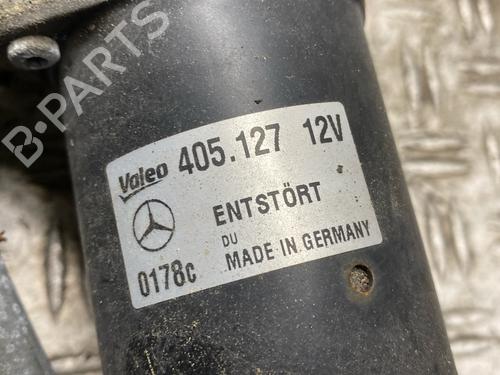 B-Parts
Valeo 405.127 12V
ENTSTÖRT
DU
MADE IN GERMANY
0178c